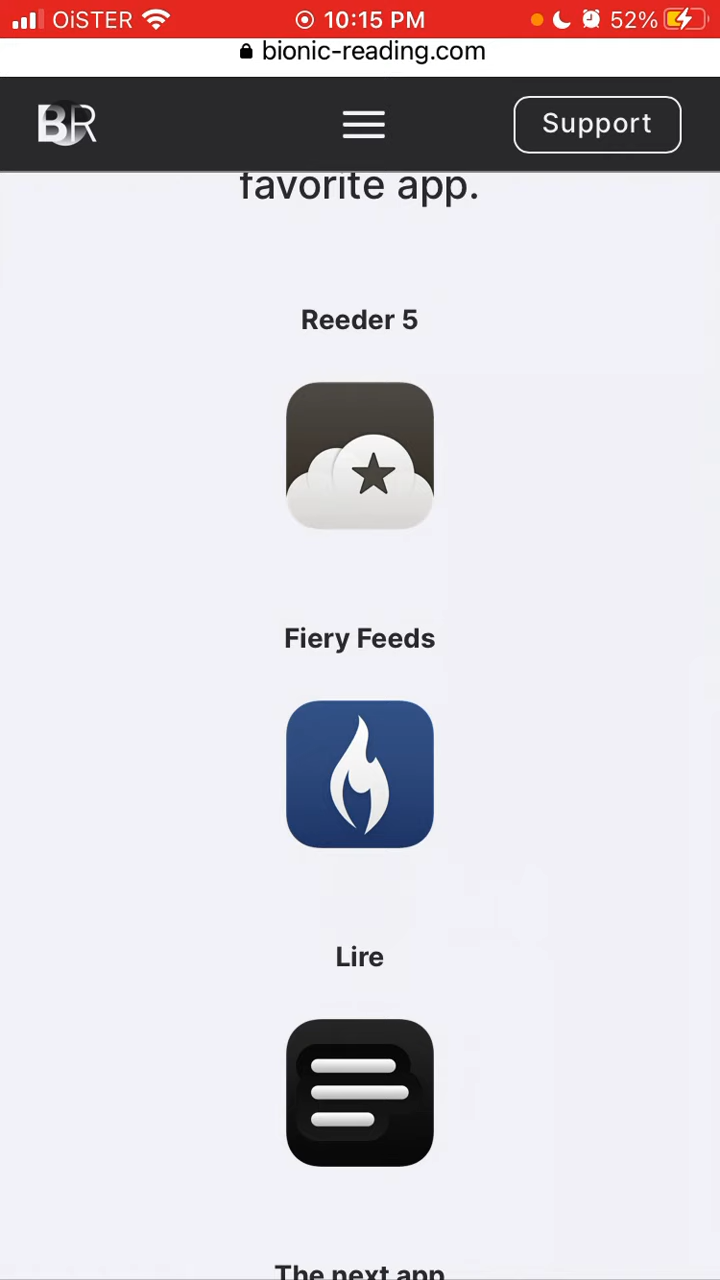 OiSTER 10:15 PM 52%
bionic-reading.com
BR Support
favorite app.
Reeder 5
Fiery Feeds
Lire
The next app